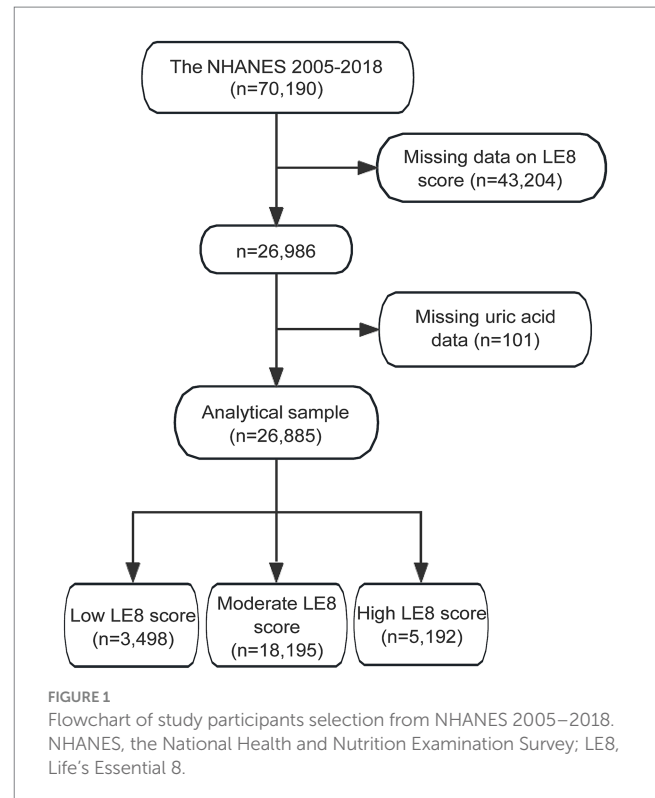 The NHANES 2005-2018
(n=70,190)
Missing data on LE8
score (n=43,204)
n=26,986
Missing uric acid
data (n=101)
Analytical sample
(n=26,885)
Low LE8 score
(n=3,498)
Moderate LE8
score
(n=18,195)
High LE8 score
(n=5,192)
FIGURE 1
Flowchart of study participants selection from NHANES 2005–2018.
NHANES, the National Health and Nutrition Examination Survey; LE8,
Life's Essential 8.